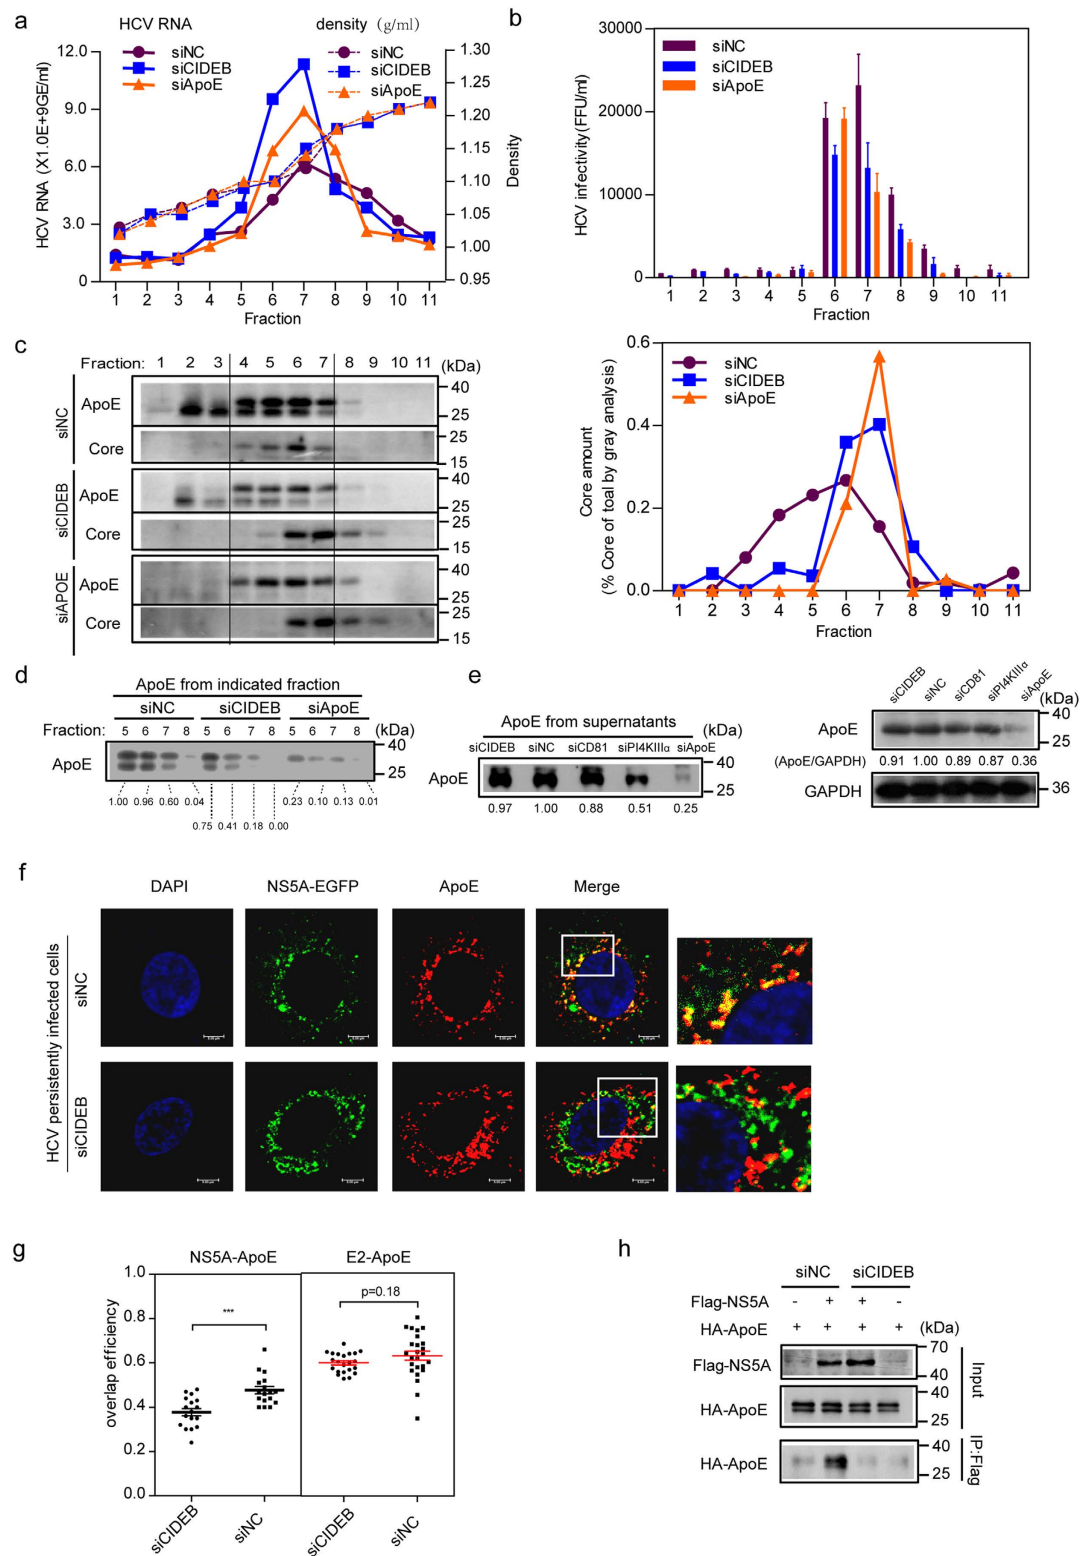 a
HCV RNA
density (g/ml)
siNC
siCIDEB
siApoE
siNC
siCIDEB
siApoE
HCV RNA (X1.0E+9GE/ml)
12.0
9.0
6.0
3.0
0
1.30
1.25
1.20
1.15
1.10
1.05
1.00
0.95
Density
1 2 3 4 5 6 7 8 9 10 11
Fraction
b
HCV infectivity(FFU/ml)
30000
20000
10000
0
siNC
siCIDEB
siApoE
1 2 3 4 5 6 7 8 9 10 11
Fraction
c
Fraction: 1 2 3 4 5 6 7 8 9 10 11 (kDa)
siNC
ApoE
40
25
Core
25
15
siCIDEB
ApoE
40
25
Core
25
15
siAPOE
ApoE
40
25
Core
25
15
Core amount
(% Core of toal by gray analysis)
0.6
0.4
0.2
0.0
siNC
siCIDEB
siApoE
1 2 3 4 5 6 7 8 9 10 11
Fraction
d
ApoE from indicated fraction
siNC siCIDEB siApoE
Fraction: 5 6 7 8 5 6 7 8 5 6 7 8 (kDa)
ApoE
40
25
1.00 0.96 0.60 0.04 0.23 0.10 0.13 0.01
0.75 0.41 0.18 0.00
e
ApoE from supernatants (kDa)
siCIDEB siNC siCD81 siPI4KIIIα siApoE
ApoE
40
25
0.97 1.00 0.88 0.51 0.25
siCIDEB siNC siCD81 siPI4KIIIα siApoE
(kDa)
ApoE
40
25
(ApoE/GAPDH) 0.91 1.00 0.89 0.87 0.36
GAPDH
36
f
DAPI NS5A-EGFP ApoE Merge
HCV persistently infected cells
siNC
siCIDEB
g
NS5A-ApoE E2-ApoE
overlap efficiency
1.0
0.8
0.6
0.4
0.2
0.0
***
p=0.18
siCIDEB siNC siCIDEB siNC
h
siNC siCIDEB
Flag-NS5A - + + -
HA-ApoE + + + + (kDa)
Flag-NS5A
70
40
HA-ApoE
40
25
Input
HA-ApoE
40
25
IP:Flag